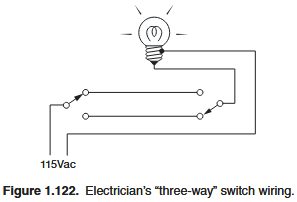 115Vac
Figure 1.122. Electrician's “three-way” switch wiring.